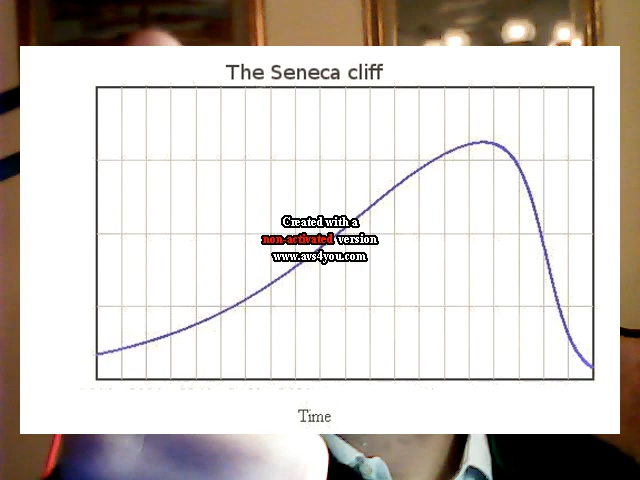 The Seneca cliff
Created with a
non-activated version
www.avs4you.com
Time